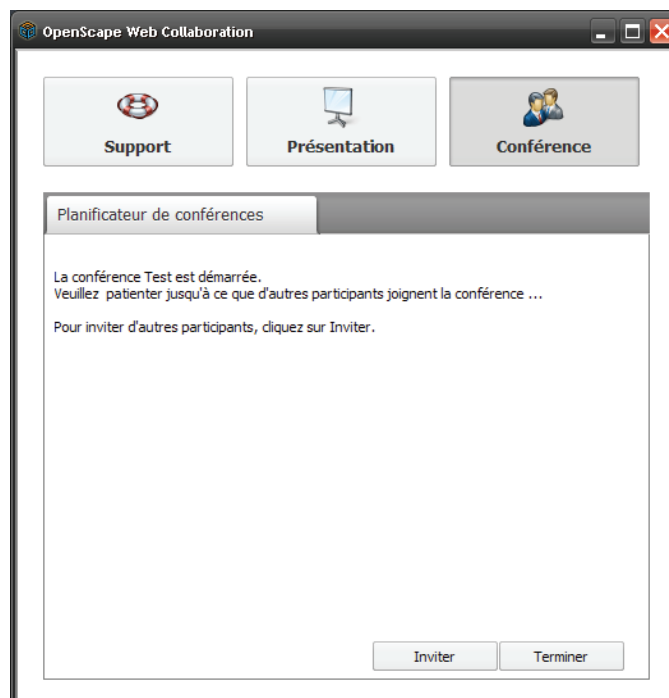 OpenScape Web Collaboration
Support
Présentation
Conférence
Planificateur de conférences
La conférence Test est démarrée.
Veuillez patienter jusqu'à ce que d'autres participants joignent la conférence ...
Pour inviter d'autres participants, cliquez sur Inviter.
Inviter
Terminer